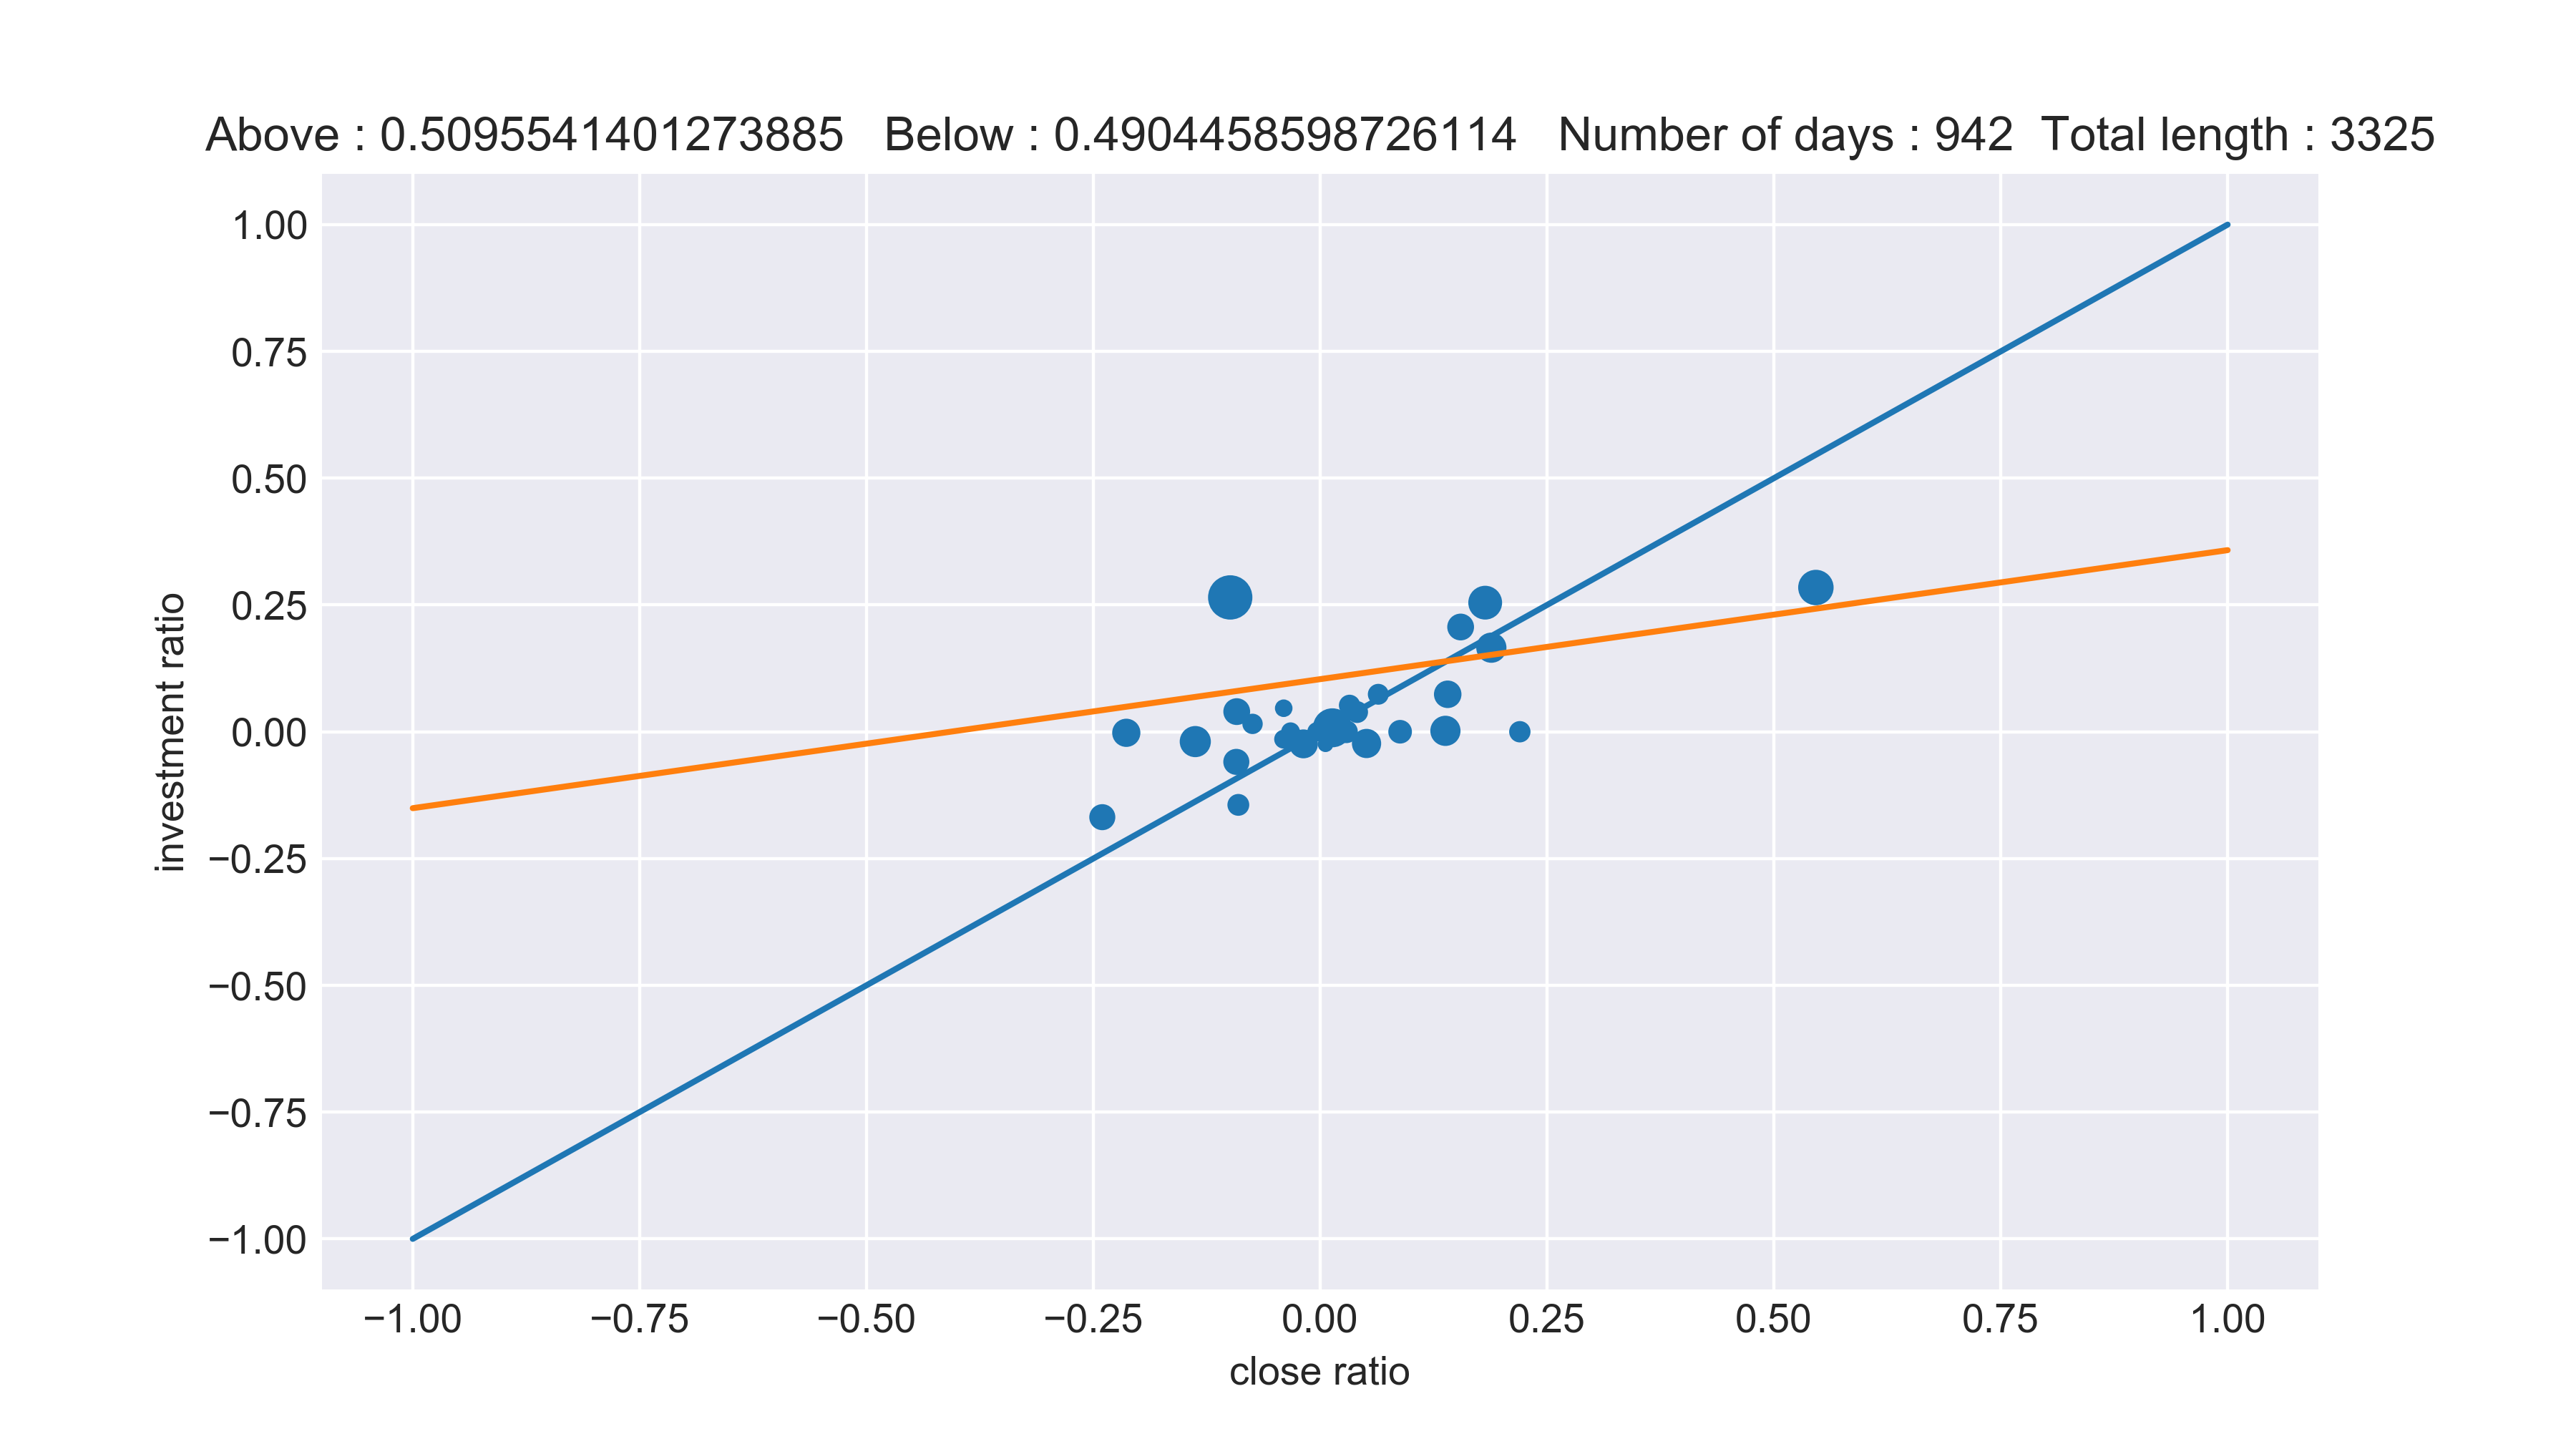 Above : 0.5095541401273885   Below : 0.4904458598726114   Number of days : 942  Total length : 3325
1.00
0.75
0.50
0.25
0.00
−0.25
−0.50
−0.75
−1.00
investment ratio
−1.00 −0.75 −0.50 −0.25 0.00 0.25 0.50 0.75 1.00
close ratio